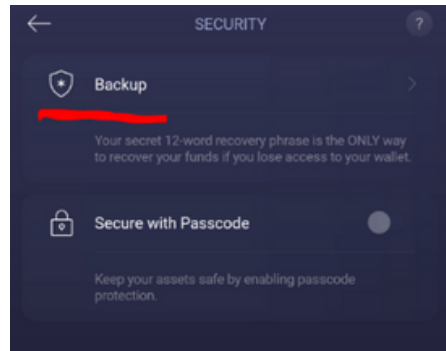 SECURITY
?
Backup
Your secret 12-word recovery phrase is the ONLY way
to recover your funds if you lose access to your wallet.
Secure with Passcode
Keep your assets safe by enabling passcode
protection.